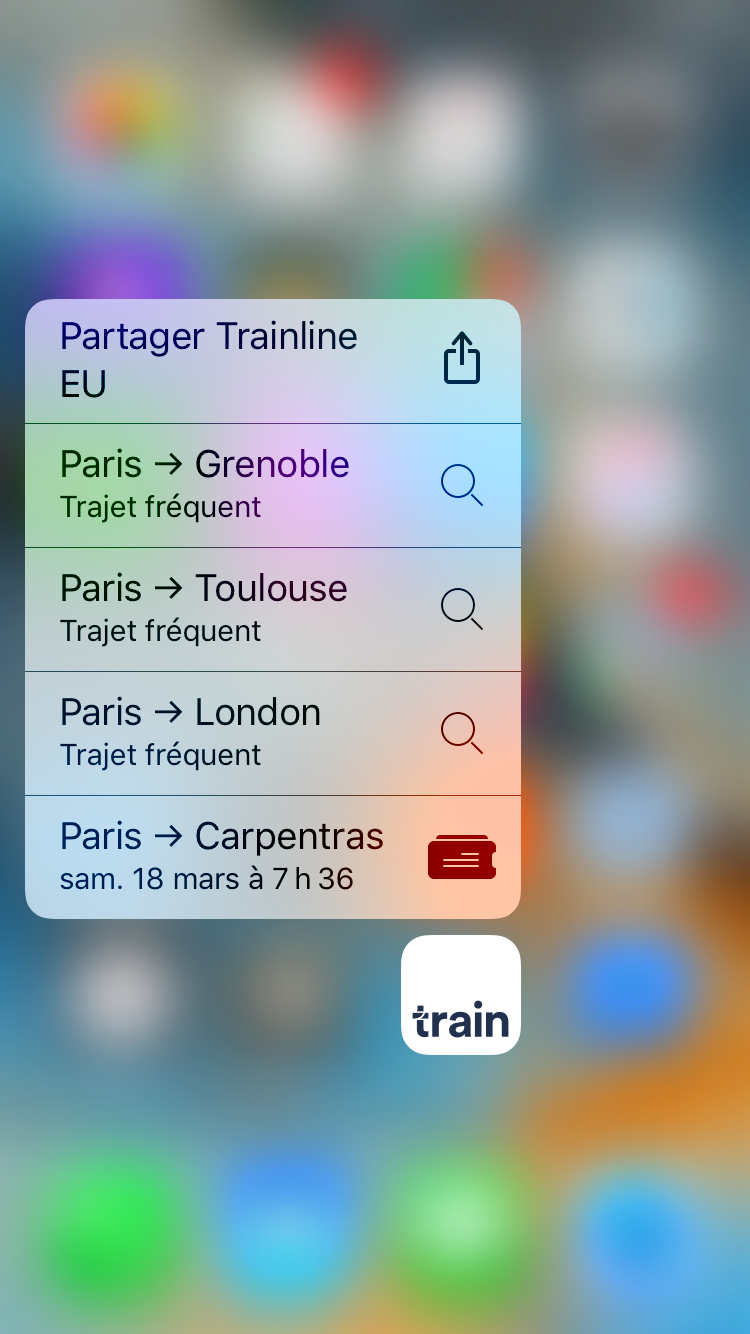 Partager Trainline
EU
Paris → Grenoble
Trajet fréquent
Paris → Toulouse
Trajet fréquent
Paris → London
Trajet fréquent
Paris → Carpentras
sam. 18 mars à 7 h 36
train